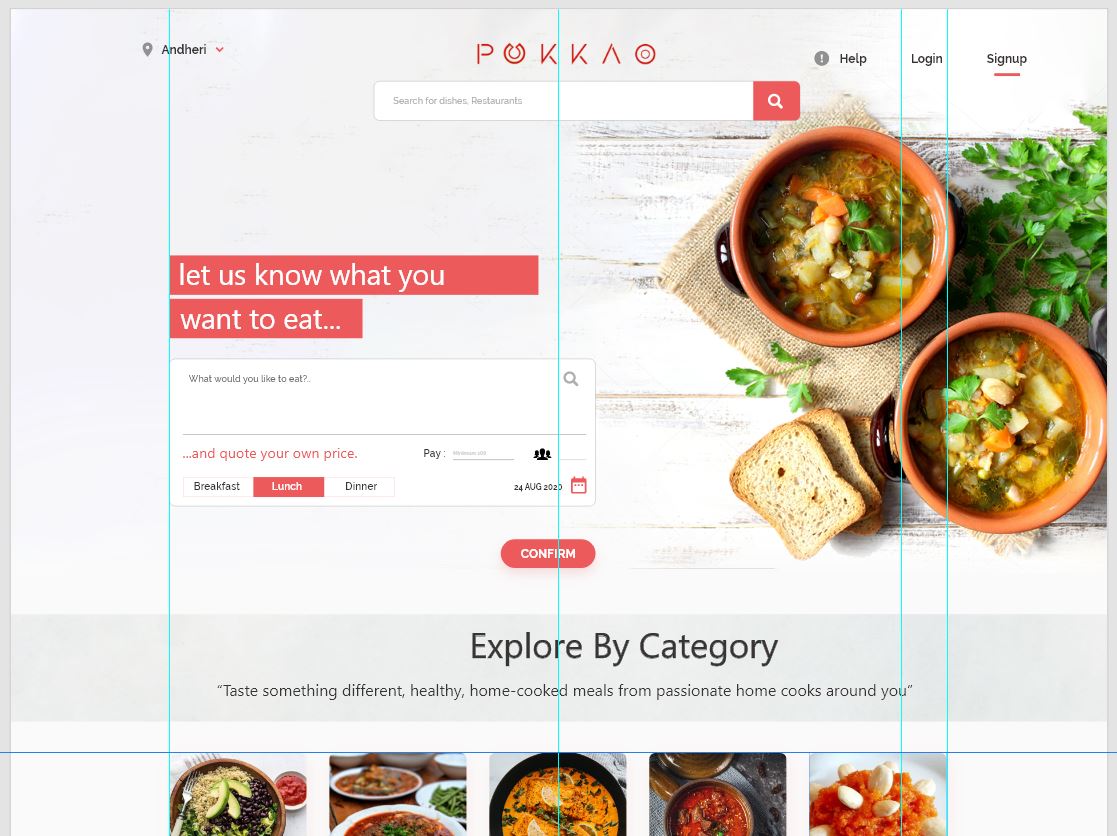 Andheri
POKKAO
Help
Login
Signup
Search for dishes, Restaurants
let us know what you
want to eat...
What would you like to eat?..
...and quote your own price.
Pay :
Minimum 100
Breakfast
Lunch
Dinner
24 AUG 2020
CONFIRM
Explore By Category
“Taste something different, healthy, home-cooked meals from passionate home cooks around you”